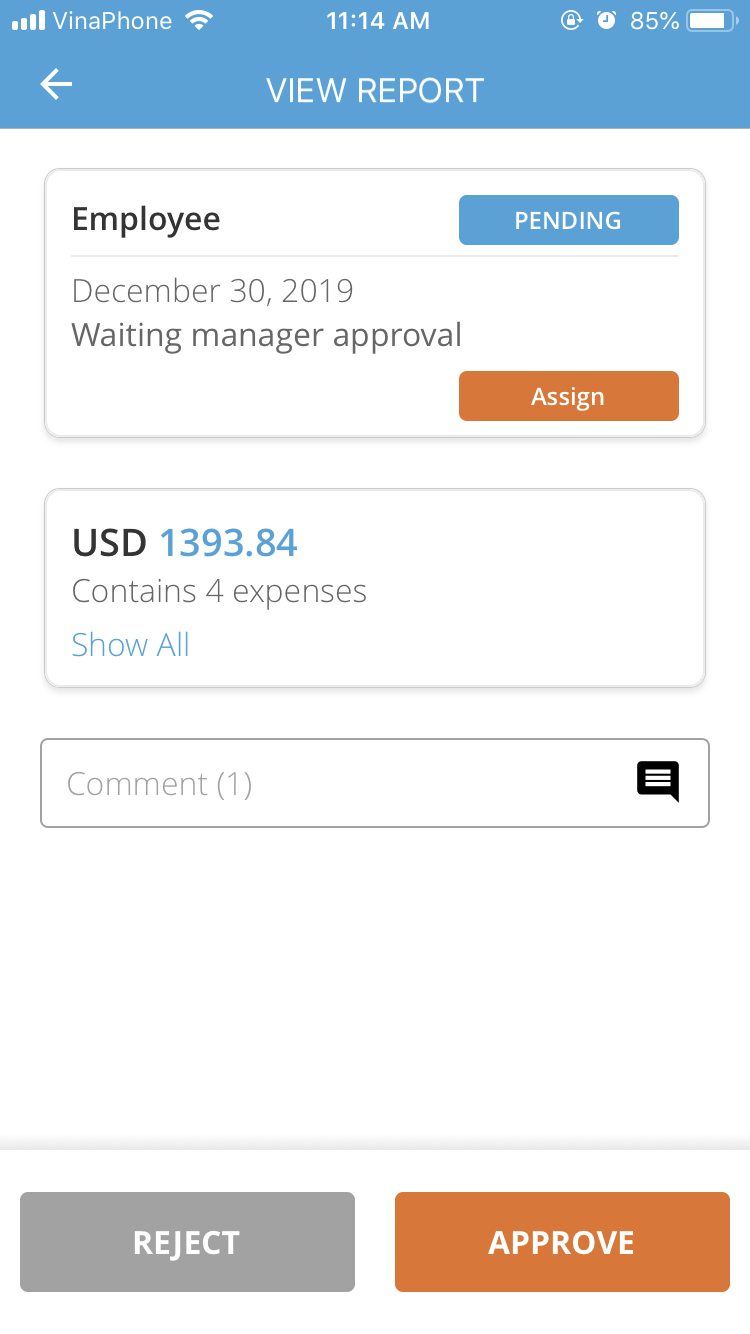 VinaPhone 11:14 AM 85%
VIEW REPORT
Employee PENDING
December 30, 2019
Waiting manager approval
Assign
USD 1393.84
Contains 4 expenses
Show All
Comment (1)
REJECT APPROVE